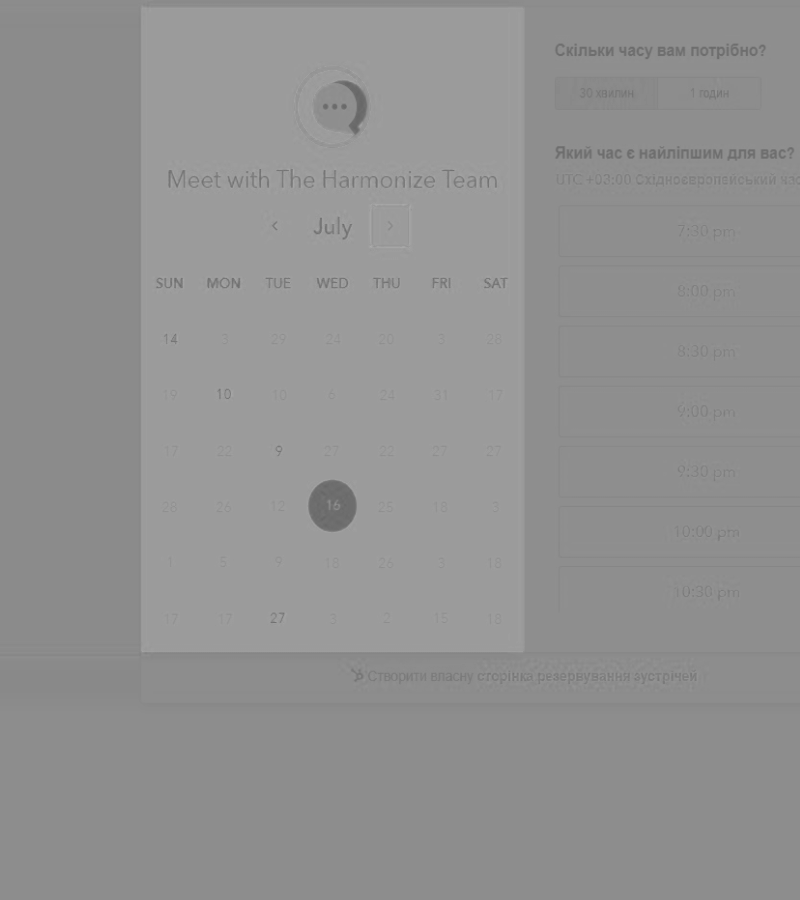 Meet with The Harmonize Team
July
SUN MON TUE WED THU FRI SAT
14 3 29 24 20 3 28
19 10 10 6 24 31 17
17 22 9 27 22 27 27
28 26 12 16 28 18 3
1 5 9 18 26 3 18
17 17 27 3 2 15 18
Скільки часу вам потрібно?
30 хвилин 1 годин
Який час є найліпшим для вас?
UTC +03:00 Східноєвропейський час
7:30 pm
8:00 pm
8:30 pm
9:00 pm
9:30 pm
10:00 pm
10:30 pm
Створити власну сторінка резервування зустрічей